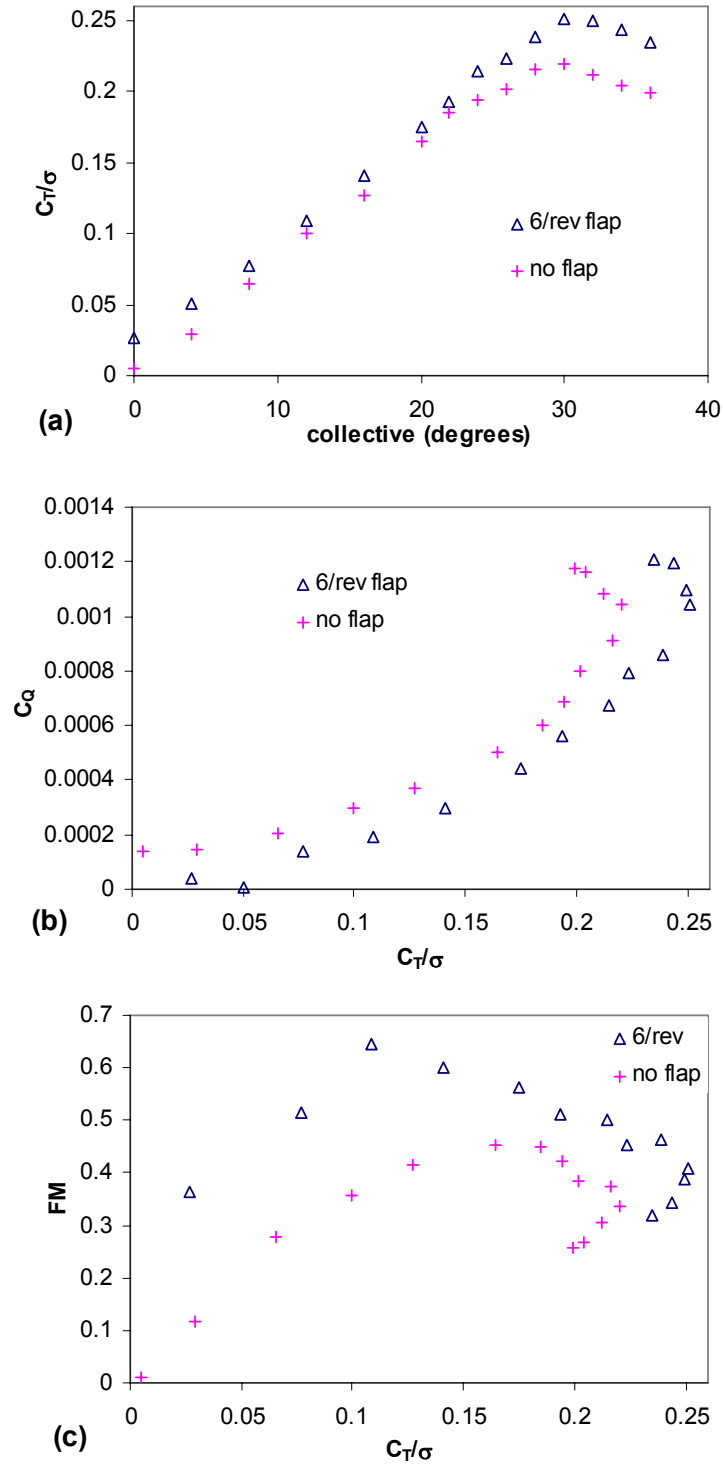 0.25
0.2
0.15
0.1
0.05
0
C_T/σ
6/rev flap
no flap
0 10 20 30 40
(a)
collective (degrees)
0.0014
0.0012
0.001
0.0008
0.0006
0.0004
0.0002
0
C_Q
6/rev flap
no flap
0 0.05 0.1 0.15 0.2 0.25
(b)
C_T/σ
0.7
0.6
0.5
0.4
0.3
0.2
0.1
0
FM
6/rev
no flap
0 0.05 0.1 0.15 0.2 0.25
(c)
C_T/σ